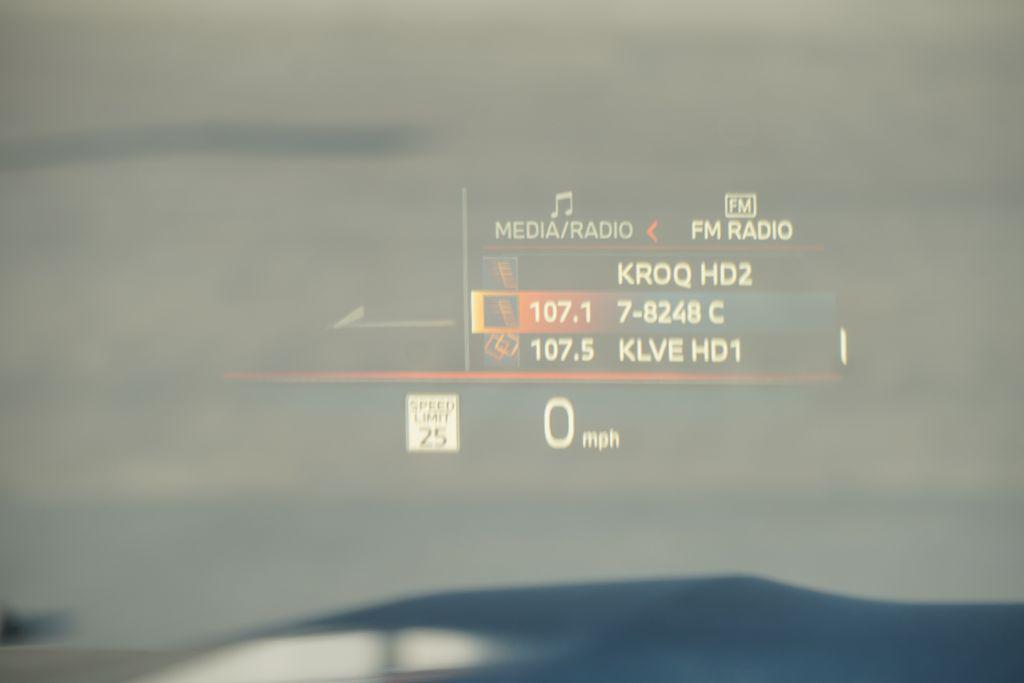 FM
MEDIA/RADIO < FM RADIO
KROQ HD2
107.1 7-8248 C
107.5 KLVE HD1
SPEED
LIMIT
25
0 mph